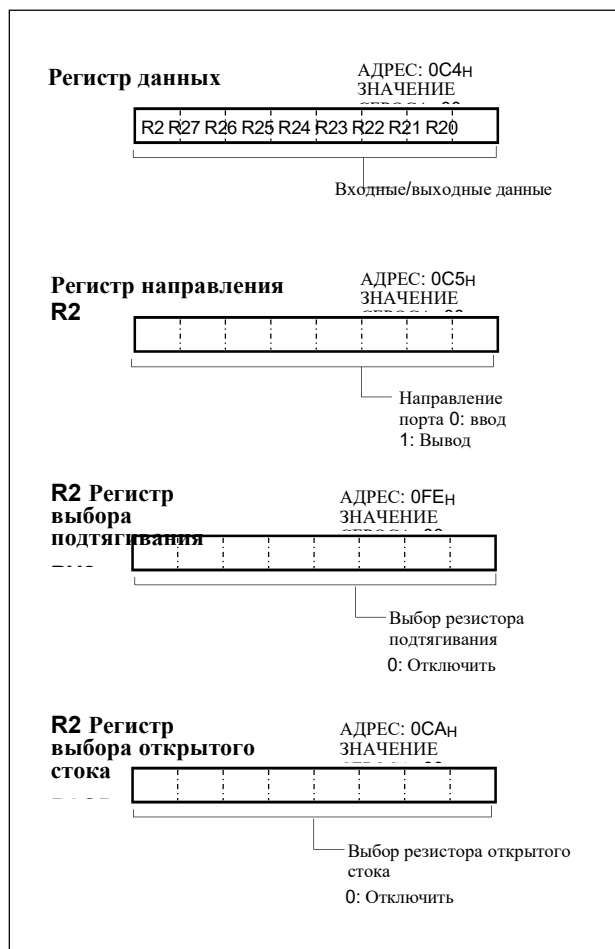 Регистр данных
АДРЕС: 0C4H
ЗНАЧЕНИЕ
R2 R27 R26 R25 R24 R23 R22 R21 R20
Входные/выходные данные
Регистр направления
R2
АДРЕС: 0C5H
ЗНАЧЕНИЕ
Направление
порта 0: ввод
1: Вывод
R2 Регистр
выбора
подтягивания
АДРЕС: 0FEH
ЗНАЧЕНИЕ
Выбор резистора
подтягивания
0: Отключить
R2 Регистр
выбора открытого
стока
АДРЕС: 0CAH
ЗНАЧЕНИЕ
Выбор резистора открытого
стока
0: Отключить